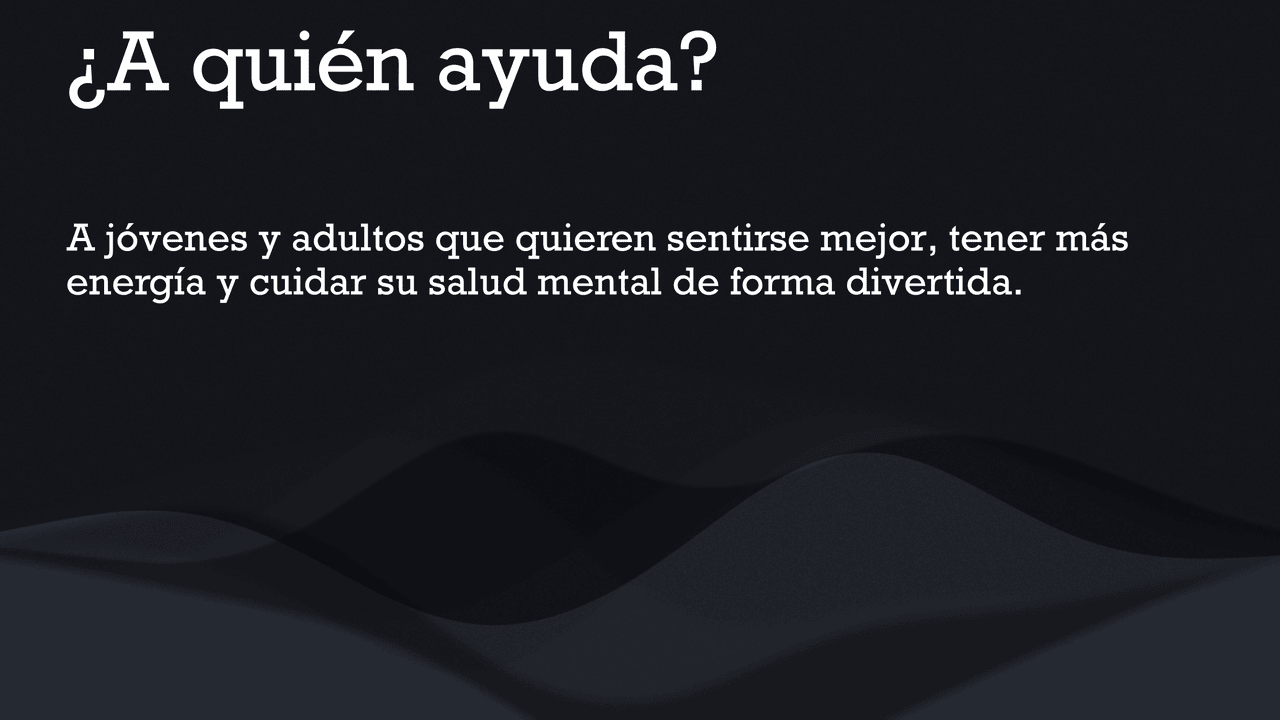 ¿A quién ayuda?
A jóvenes y adultos que quieren sentirse mejor, tener más
energía y cuidar su salud mental de forma divertida.